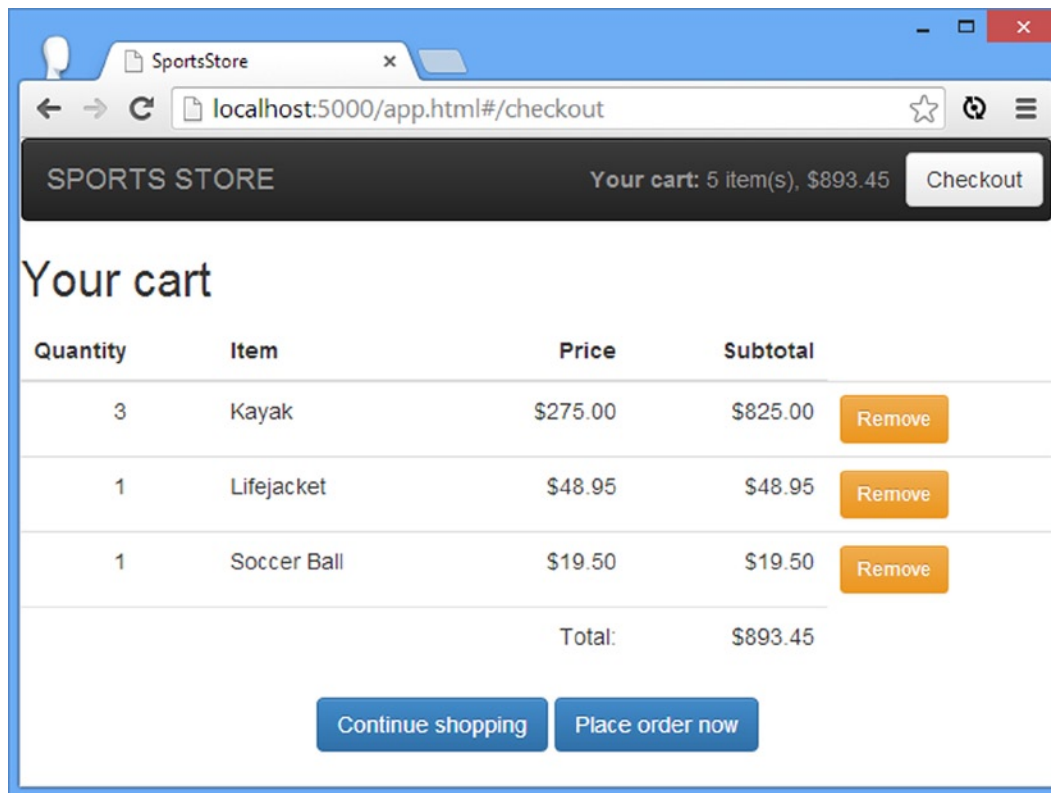 SportsStore
localhost:5000/app.html#/checkout
SPORTS STORE Your cart: 5 item(s), $893.45 Checkout
Your cart
Quantity Item Price Subtotal
3 Kayak $275.00 $825.00 Remove
1 Lifejacket $48.95 $48.95 Remove
1 Soccer Ball $19.50 $19.50 Remove
Total: $893.45
Continue shopping Place order now